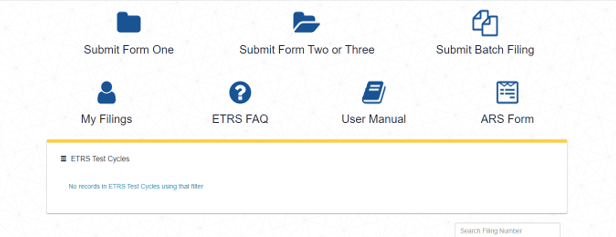 Submit Form One
Submit Form Two or Three
Submit Batch Filing
My Filings
ETRS FAQ
User Manual
ARS Form
ETRS Test Cycles
No records in ETRS Test Cycles using that filter
Search Filing Number